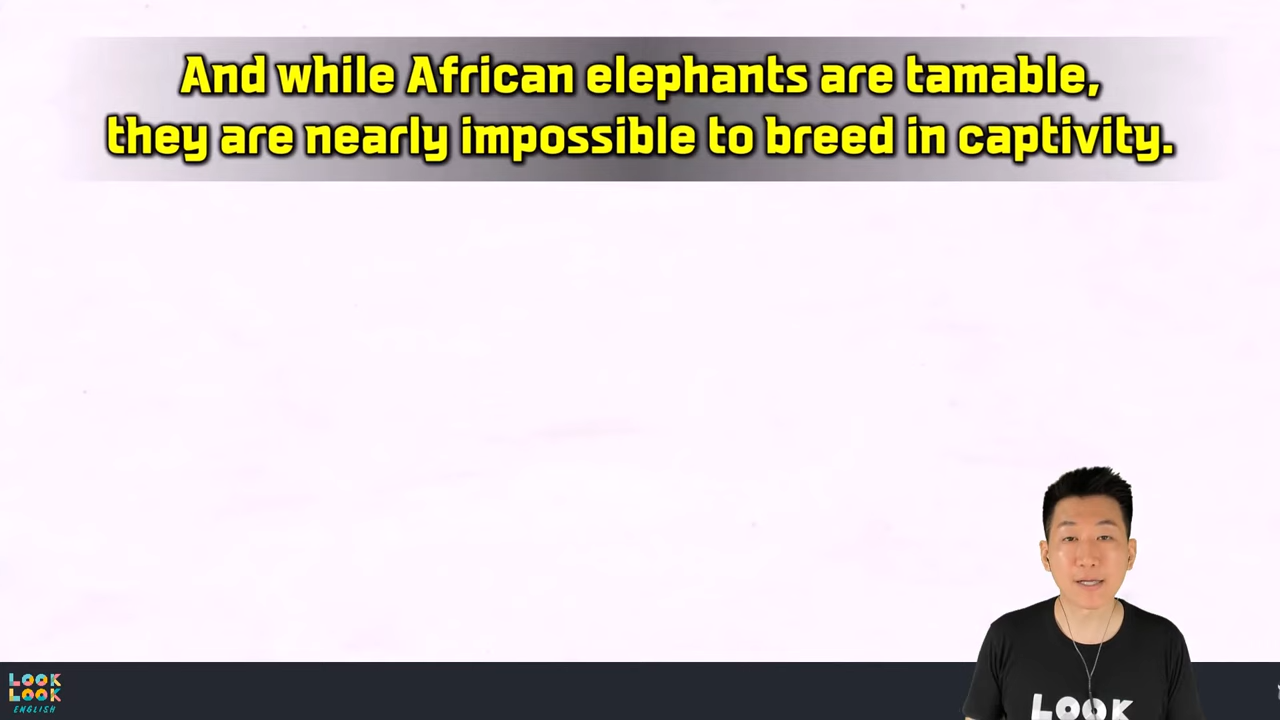 And while African elephants are tamable,
they are nearly impossible to breed in captivity.
LOOK
LOOK
ENGLISH
LOOK